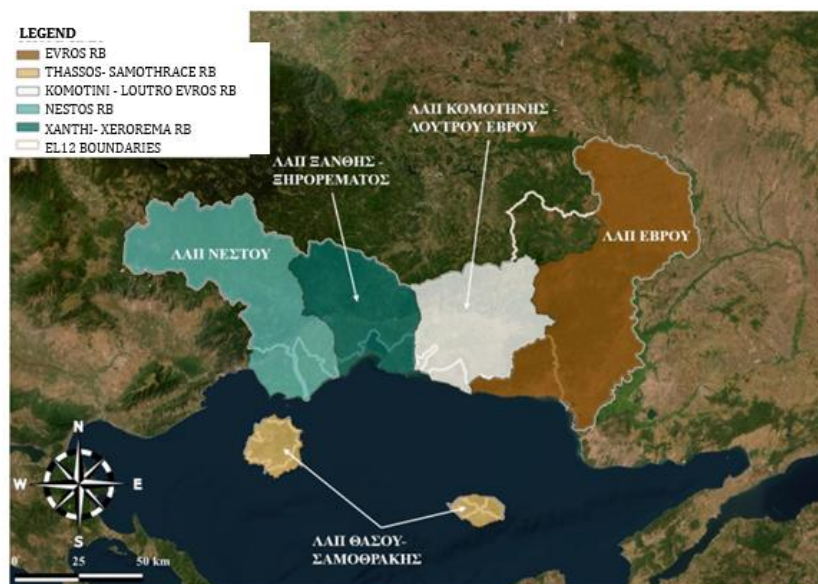 LEGEND
EVROS RB
THASSOS- SAMOTHRACE RB
KOMOTINI - LOUTRO EVROS RB
NESTOS RB
XANTHI- XEROREMA RB
EL12 BOUNDARIES
ΛΑΠ ΚΟΜΟΤΗΝΗΣ -
ΛΟΥΤΡΟΥ ΕΒΡΟΥ
ΛΑΠ ΞΑΝΘΗΣ -
ΞΗΡΟΡΕΜΑΤΟΣ
ΛΑΠ ΕΒΡΟΥ
ΛΑΠ ΝΕΣΤΟΥ
N
W E
S
ΛΑΠ ΘΑΣΟΥ-
ΣΑΜΟΘΡΑΚΗΣ
0 25 50 km